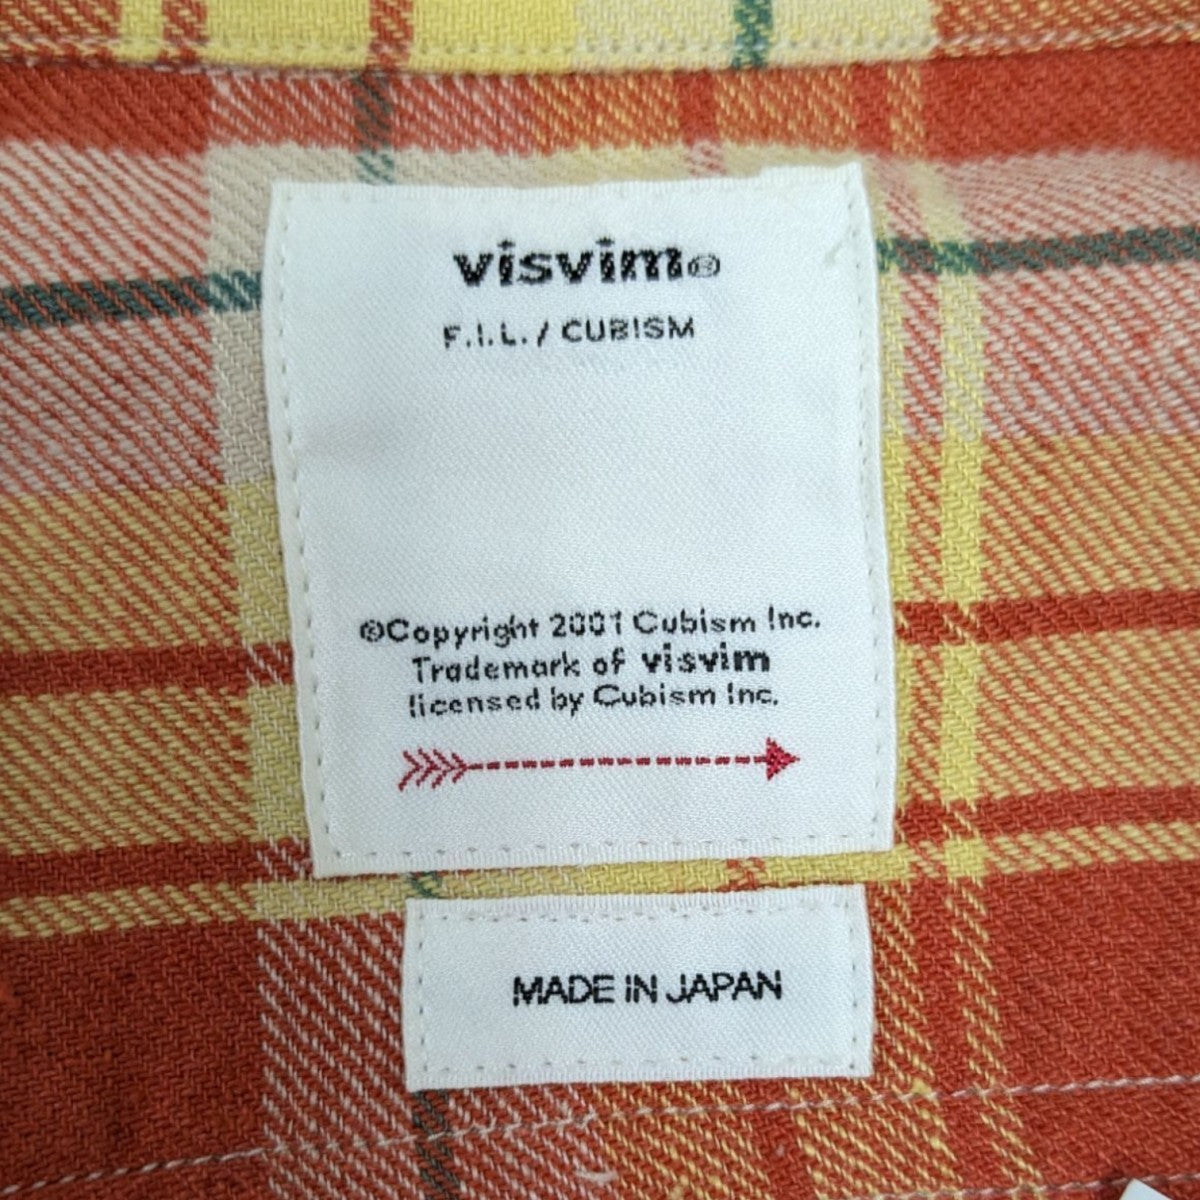 visvim®
F.I.L. / CUBISM
©Copyright 2001 Cubism Inc.
Trademark of visvim
licensed by Cubism Inc.
MADE IN JAPAN